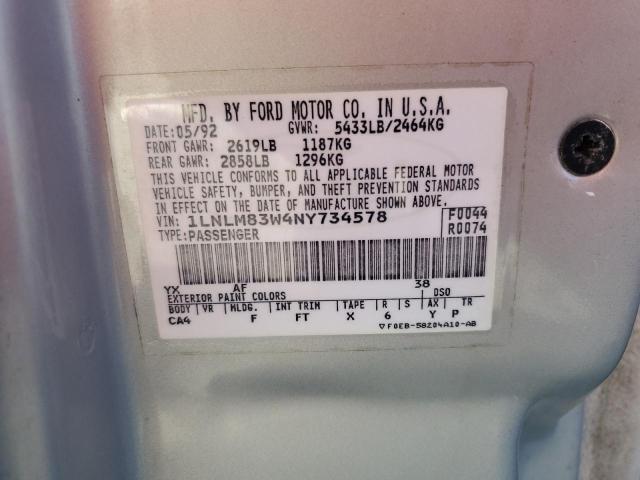 MFD. BY FORD MOTOR CO. IN U.S.A.
DATE: 05/92 GVWR: 5433LB/2464KG
FRONT GAWR: 2619LB 1187KG
REAR GAWR: 2858LB 1296KG
THIS VEHICLE CONFORMS TO ALL APPLICABLE FEDERAL MOTOR
VEHICLE SAFETY, BUMPER, AND THEFT PREVENTION STANDARDS
IN EFFECT ON THE DATE OF MANUFACTURE SHOWN ABOVE
VIN: 1LNLM83W4NY734578 F0044
TYPE: PASSENGER R0074
YX AF 38
EXTERIOR PAINT COLORS DSO
BODY VR MLDG. INT TRIM TAPE R S AX TR
CA4 F FT X 6 Y P
▽F0EB-58204A10-AB